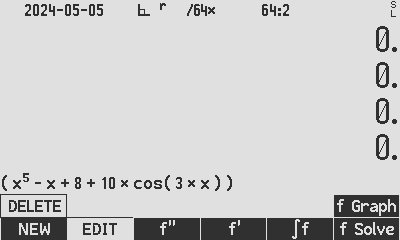 2024-05-05 ∟ r /64× 64:2 S L
0.
0.
0.
0.
(x⁵-x+8+10×cos(3×x))
DELETE f Graph
NEW EDIT f" f' ∫f f Solve